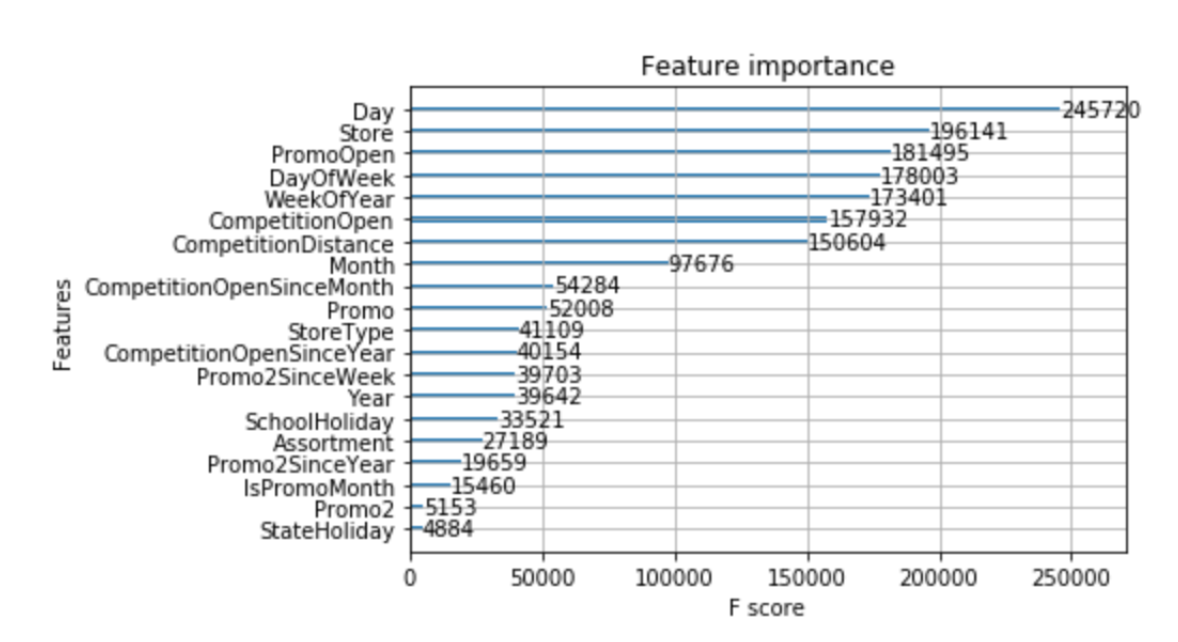 Feature importance
Day 245720
Store 196141
PromoOpen 181495
DayOfWeek 178003
WeekOfYear 173401
CompetitionOpen 157932
CompetitionDistance 150604
Month 97676
CompetitionOpenSinceMonth 54284
Promo 52008
StoreType 41109
CompetitionOpenSinceYear 40154
Promo2SinceWeek 39703
Year 39642
SchoolHoliday 33521
Assortment 27189
Promo2SinceYear 19659
IsPromoMonth 15460
Promo2 5153
StateHoliday 4884
Features
0 50000 100000 150000 200000 250000
F score